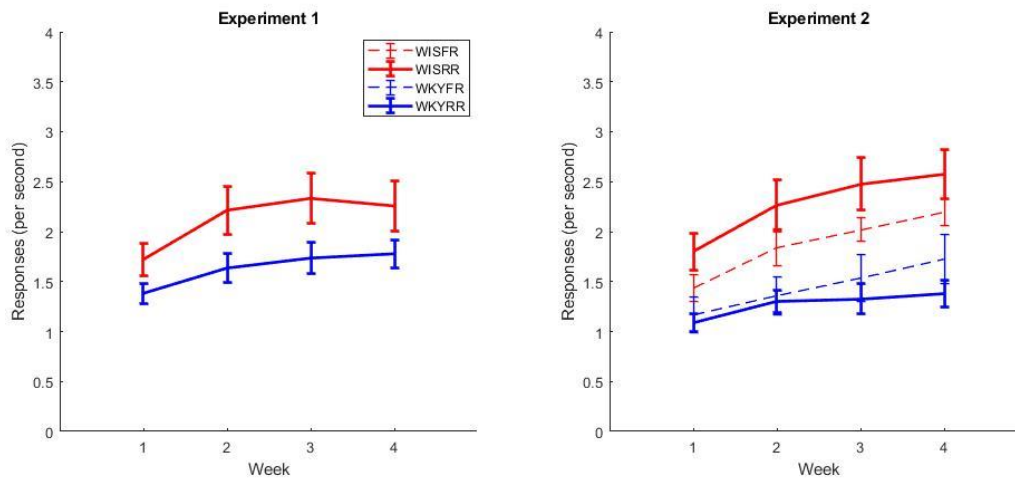 Experiment 1
4
3.5
3
2.5
2
1.5
1
0.5
0
Responses (per second)
1 2 3 4
Week
WISFR
WISRR
WKYFR
WKYRR
Experiment 2
4
3.5
3
2.5
2
1.5
1
0.5
0
Responses (per second)
1 2 3 4
Week